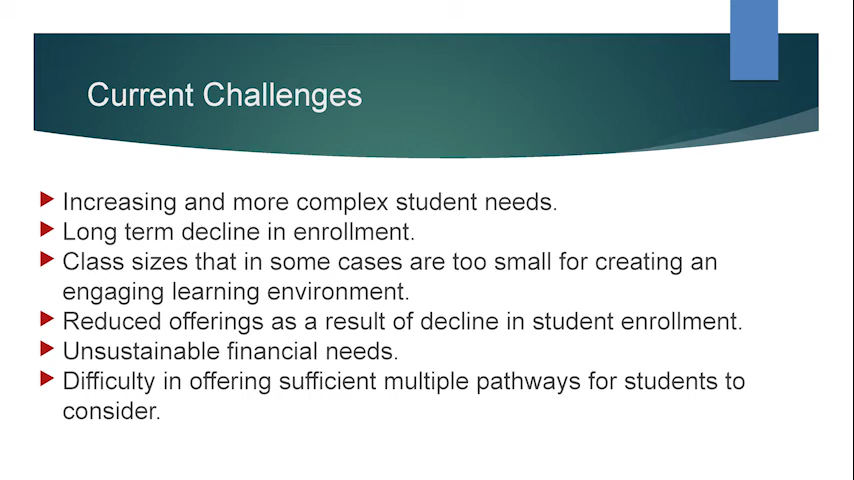 Current Challenges
Increasing and more complex student needs.
Long term decline in enrollment.
Class sizes that in some cases are too small for creating an
engaging learning environment.
Reduced offerings as a result of decline in student enrollment.
Unsustainable financial needs.
Difficulty in offering sufficient multiple pathways for students to
consider.